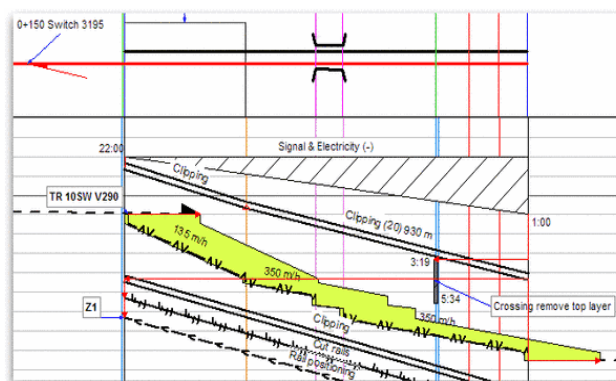 0+150 Switch 3195
22:00
Signal & Electricity (-)
Clipping
TR 10SW V290
Clipping (20) 930 m
1:00
135 m/h
3:19
350 m/h
5:34
Crossing remove top layer
Z1
350 m/h
Clipping
Cut rails
Rail positioning